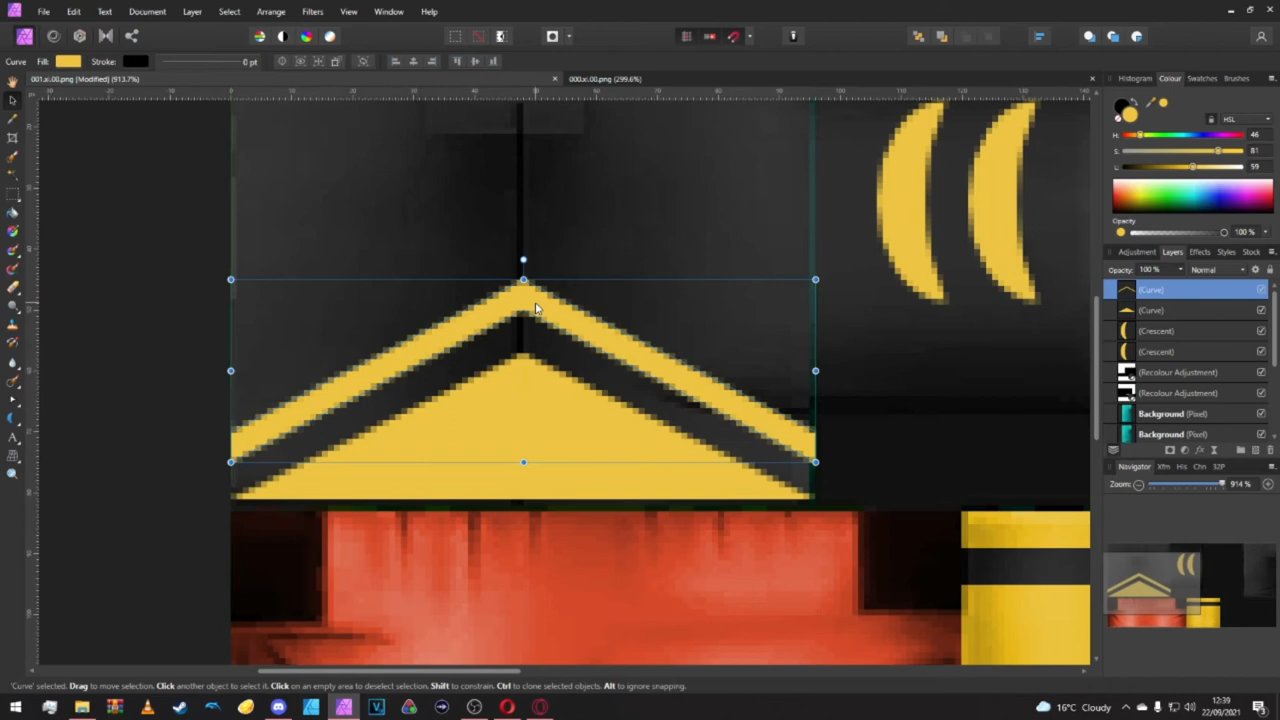 File Edit Text Document Layer Select Arrange Filters View Window Help
Curve Fill: Stroke: 0 pt
001.xl.00.png [Modified] (913.7%) 000.xl.00.png (299.6%)
Histogram Colour Swatches Brushes
HSL
H: 46
S: 81
L: 59
Opacity
100 %
Adjustment Layers Effects Styles Stock
Opacity: 100 % Normal
(Curve)
(Curve)
(Crescent)
(Crescent)
(Recolour Adjustment)
(Recolour Adjustment)
Background (Pixel)
Background (Pixel)
Navigator Xfm His Chn 32P
Zoom: 914 %
'Curve' selected. Drag to move selection. Click another object to select it. Click on an empty area to deselect selection. Shift to constrain. Ctrl to clone selected objects. Alt to ignore snapping.
16°C Cloudy
12:39
22/09/2021